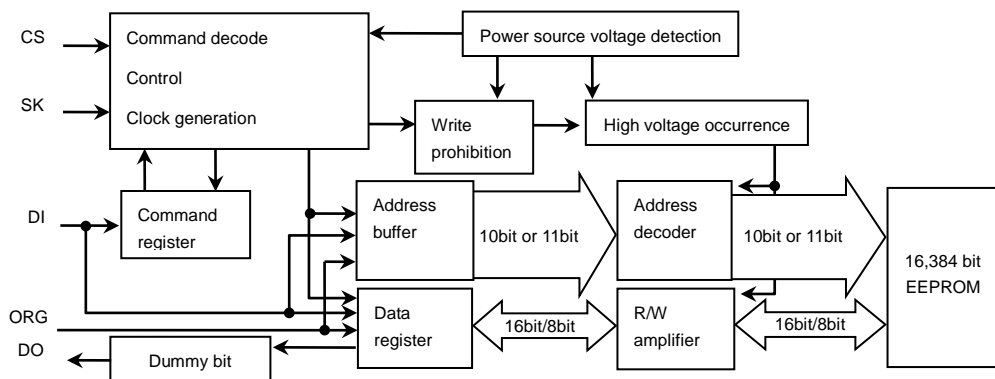 CS
Command decode
Control
Clock generation
Power source voltage detection
SK
Write
prohibition
High voltage occurrence
DI
Command
register
Address
buffer
10bit or 11bit
Address
decoder
10bit or 11bit
16,384 bit
EEPROM
ORG
Data
register
16bit/8bit
R/W
amplifier
16bit/8bit
DO
Dummy bit